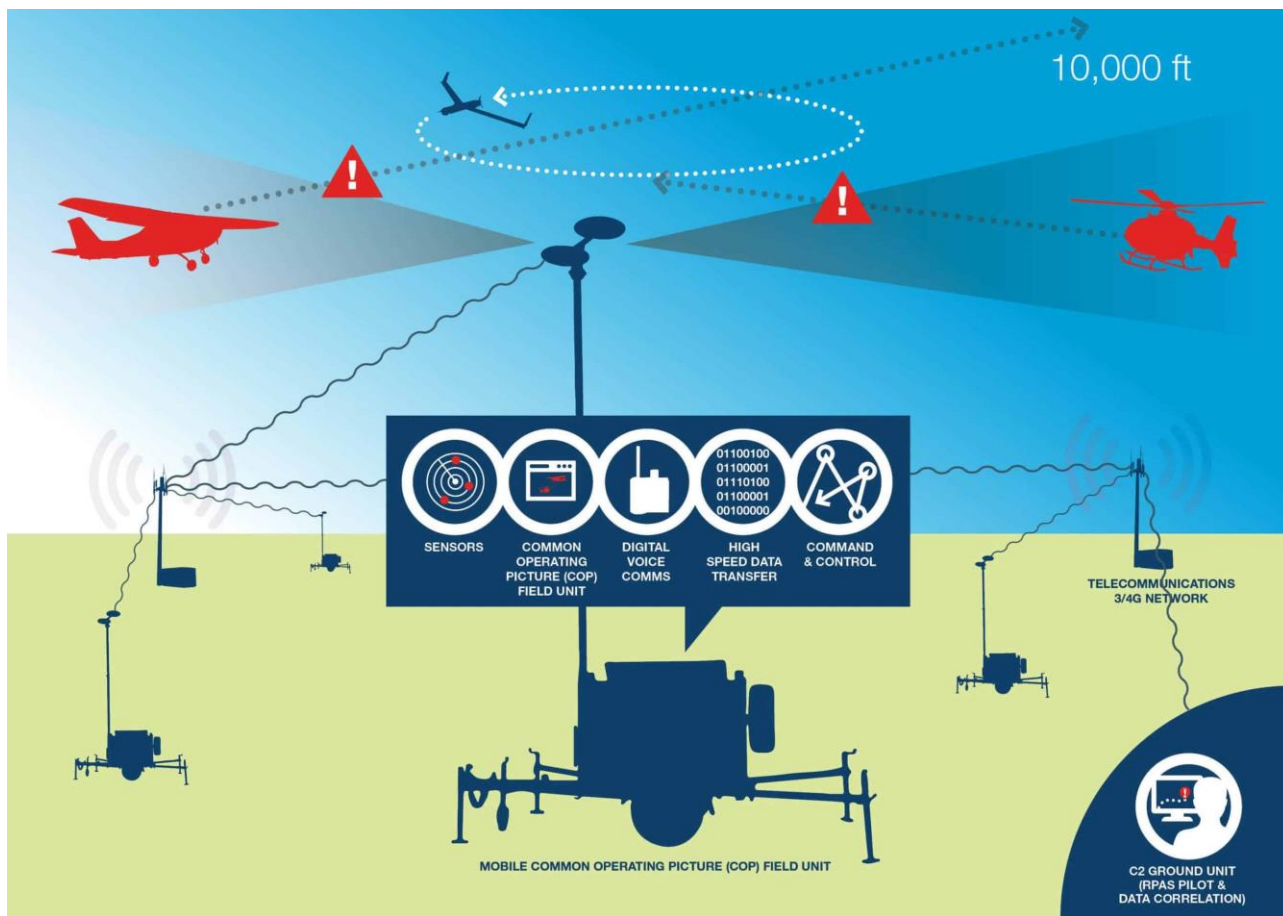 10,000 ft
!
!
01100100
01100001
01110100
01100001
00100000
SENSORS
COMMON
OPERATING
PICTURE (COP)
FIELD UNIT
DIGITAL
VOICE
COMMS
HIGH
SPEED DATA
TRANSFER
COMMAND
& CONTROL
TELECOMMUNICATIONS
3/4G NETWORK
MOBILE COMMON OPERATING PICTURE (COP) FIELD UNIT
!
C2 GROUND UNIT
(RPAS PILOT &
DATA CORRELATION)